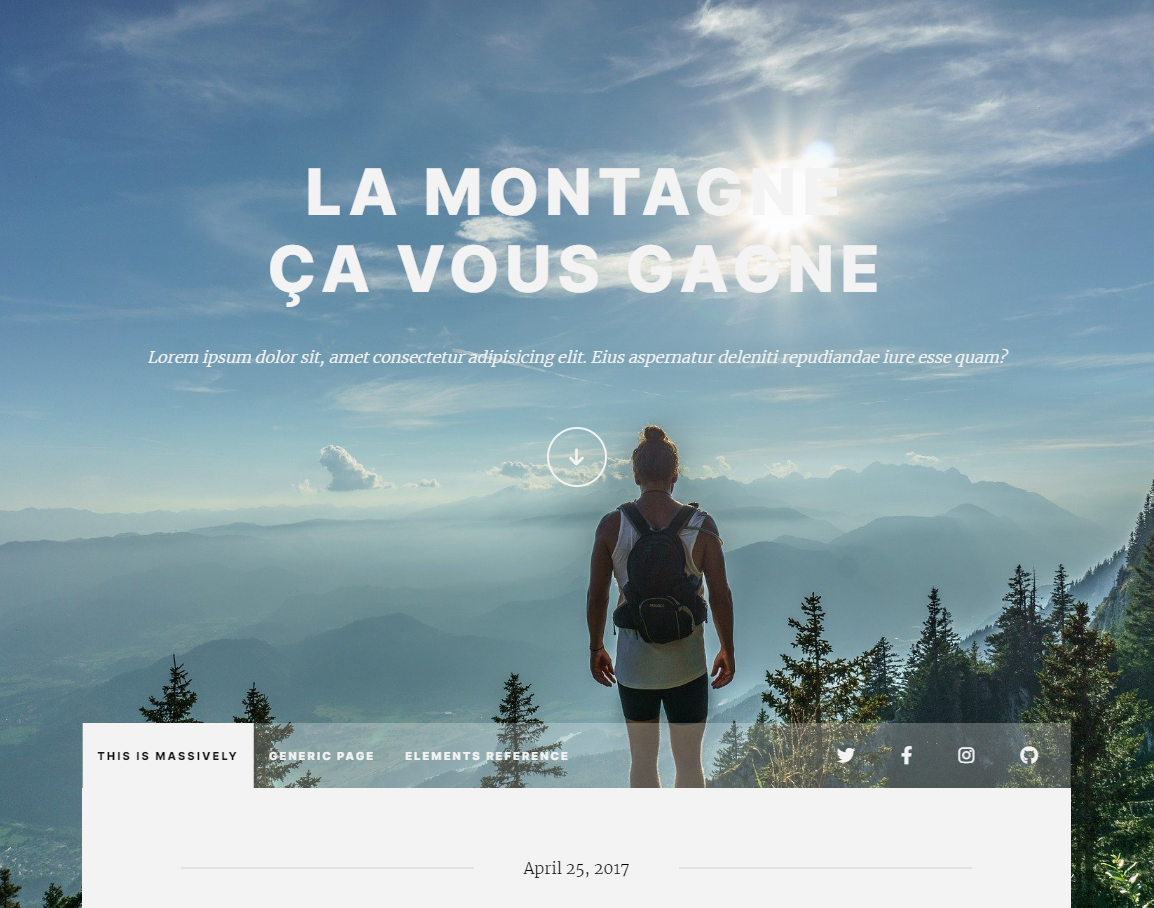 LA MONTAGNE
ÇA VOUS GAGNE
Lorem ipsum dolor sit, amet consectetur adipisicing elit. Eius aspernatur deleniti repudiandae iure esse quam?
THIS IS MASSIVELY
GENERIC PAGE
ELEMENTS REFERENCE
April 25, 2017